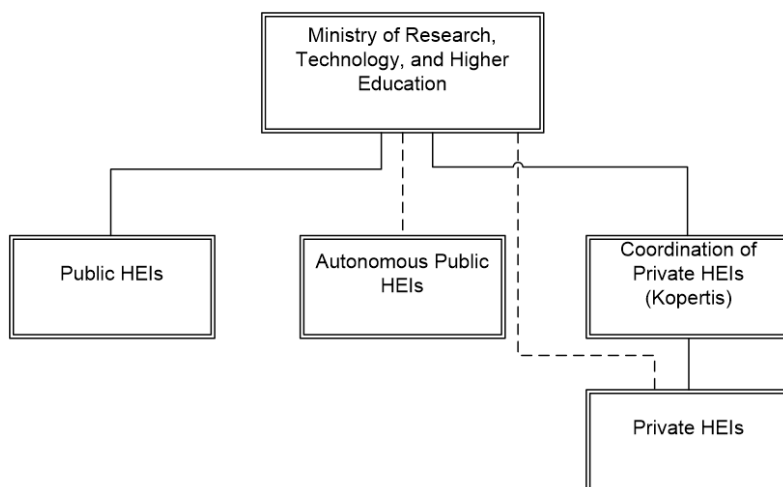 Ministry of Research,
Technology, and Higher
Education
Public HEIs
Autonomous Public
HEIs
Coordination of
Private HEIs
(Kopertis)
Private HEIs